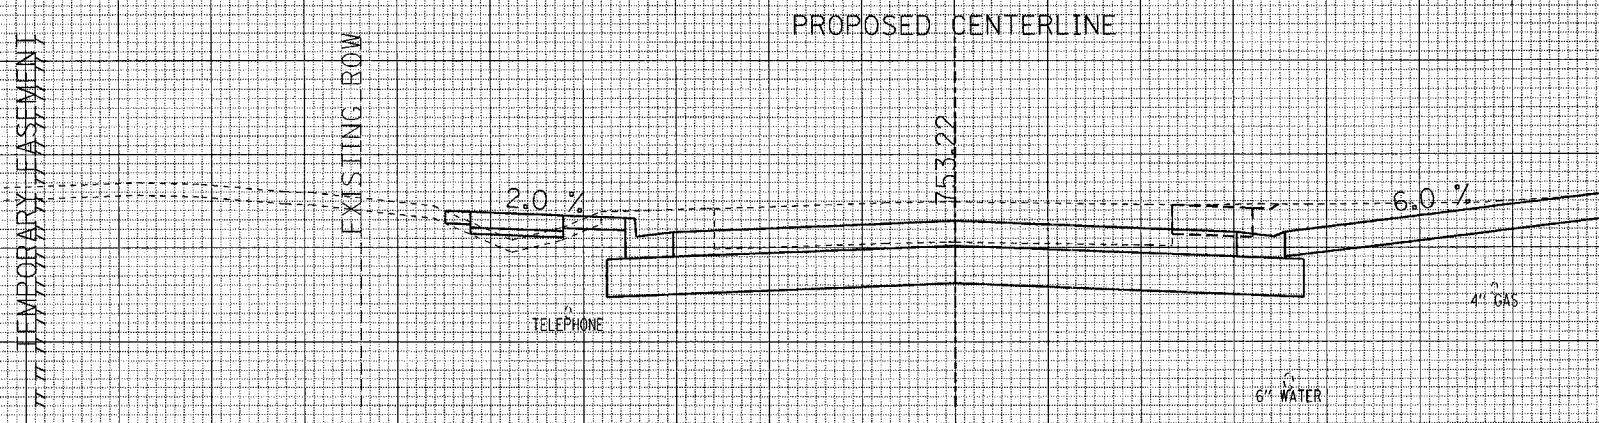 PROPOSED CENTERLINE
TEMPORARY EASEMENT
EXISTING ROW
753.22
2.0 %
6.0 %
TELEPHONE
4" GAS
6" WATER